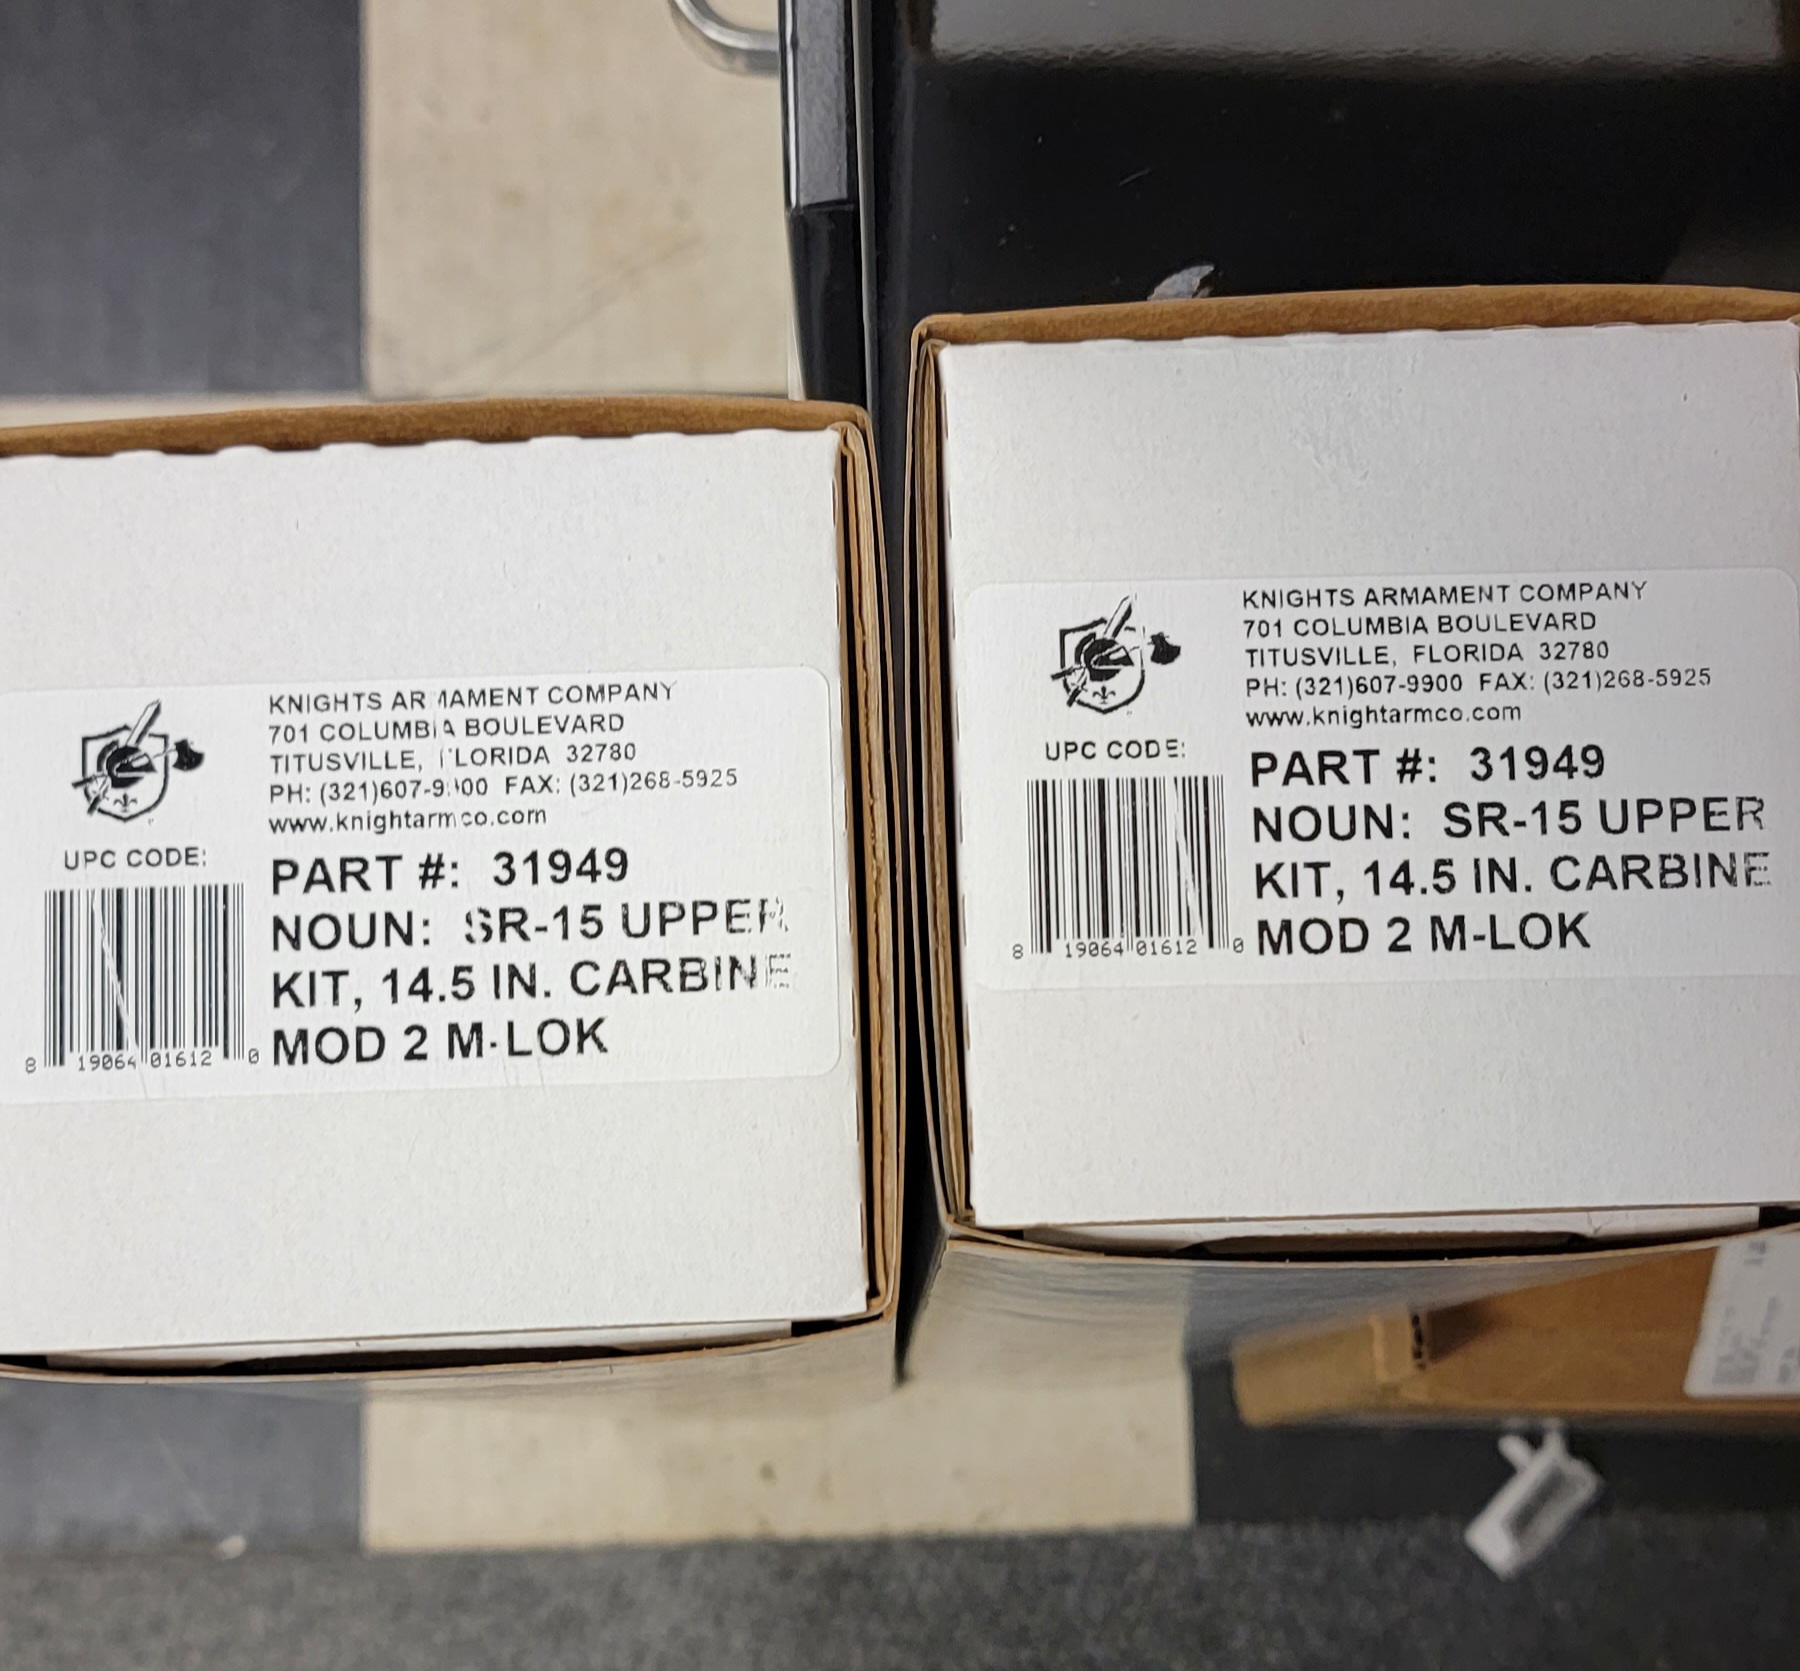 KNIGHTS ARMAMENT COMPANY
701 COLUMBIA BOULEVARD
TITUSVILLE, FLORIDA 32780
PH: (321)607-9900 FAX: (321)268-5925
www.knightarmco.com
UPC CODE:
PART #: 31949
NOUN: SR-15 UPPER
KIT, 14.5 IN. CARBINE
MOD 2 M-LOK
8 19064 01612 0
KNIGHTS ARMAMENT COMPANY
701 COLUMBIA BOULEVARD
TITUSVILLE, FLORIDA 32780
PH: (321)607-9900 FAX: (321)268-5925
www.knightarmco.com
UPC CODE:
PART #: 31949
NOUN: SR-15 UPPER
KIT, 14.5 IN. CARBINE
MOD 2 M-LOK
8 19064 01612 0